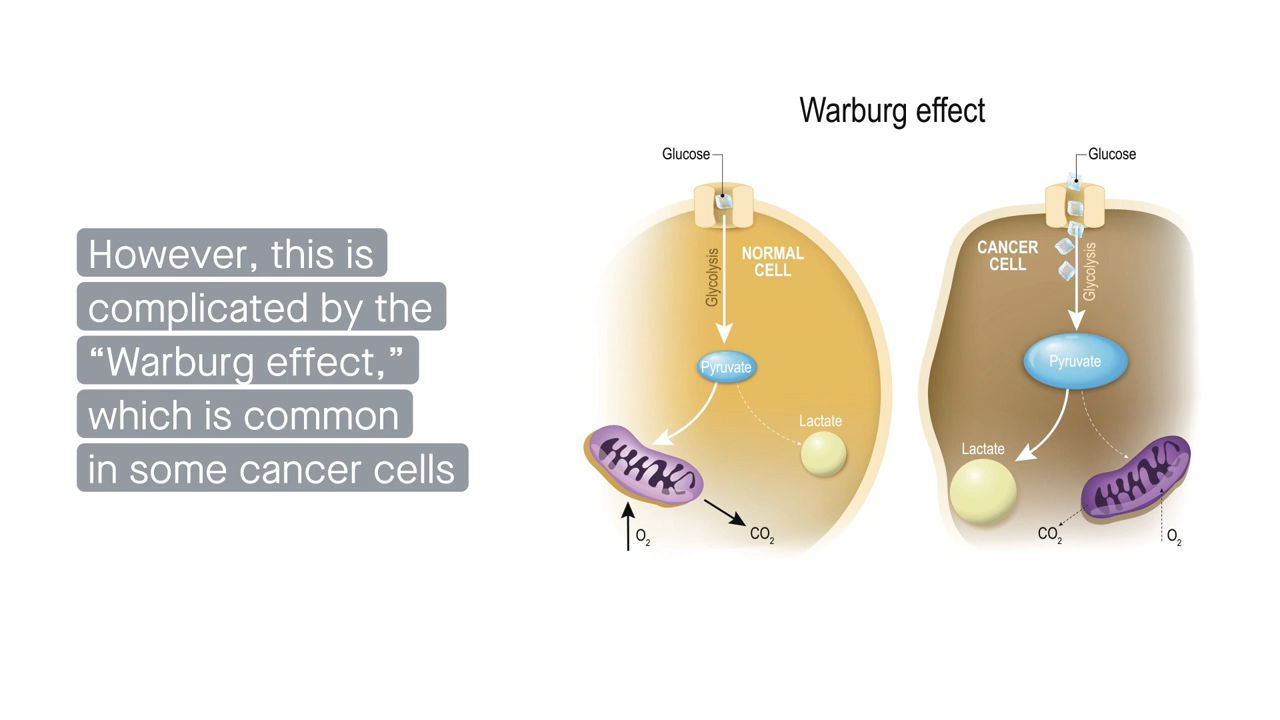 However, this is
complicated by the
“Warburg effect,”
which is common
in some cancer cells
Warburg effect
Glucose
NORMAL
CELL
Glycolysis
Pyruvate
Lactate
O2
CO2
Glucose
CANCER
CELL
Glycolysis
Pyruvate
Lactate
CO2
O2